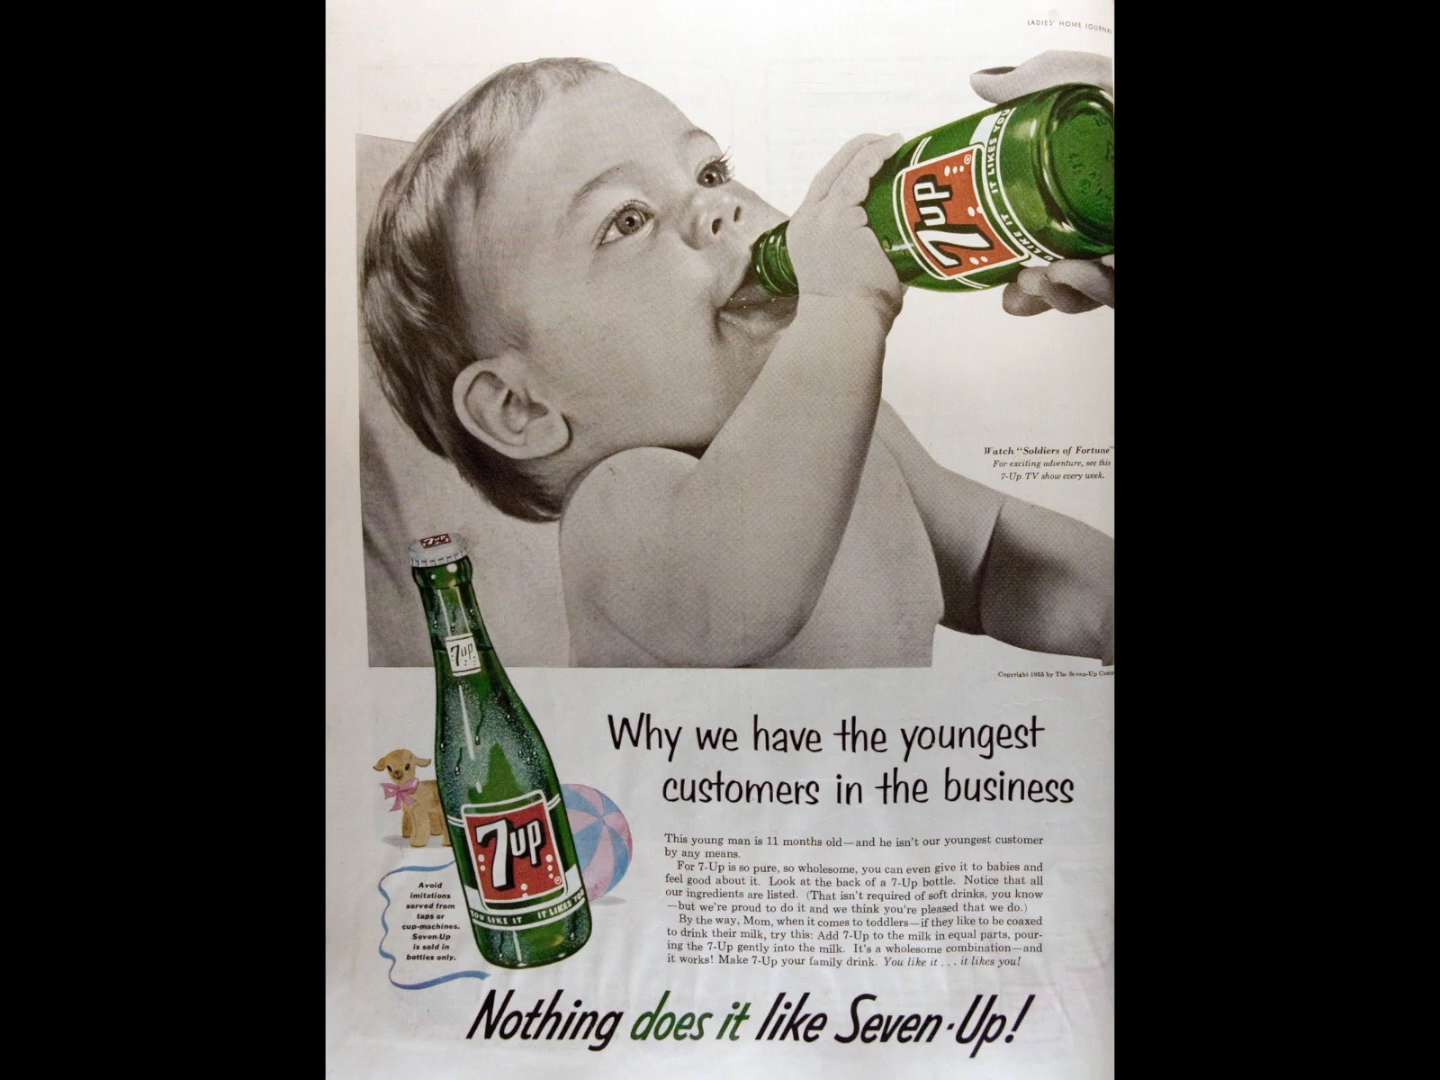 LADIES' HOME JOURNAL
7up
YOU LIKE IT
IT LIKES YOU
Watch "Soldiers of Fortune"
For exciting adventure, see this
7-Up TV show every week.
Copyright 1955 by The Seven-Up
7up
7up
Why we have the youngest
customers in the business
7up
YOU LIKE IT IT LIKES YOU
This young man is 11 months old—and he isn't our youngest customer
by any means.
For 7-Up is so pure, so wholesome, you can even give it to babies and
feel good about it. Look at the back of a 7-Up bottle. Notice that all
our ingredients are listed. (That isn't required of soft drinks, you know
—but we're proud to do it and we think you're pleased that we do.)
By the way, Mom, when it comes to toddlers—if they like to be coaxed
to drink their milk, try this: Add 7-Up to the milk in equal parts, pour-
ing the 7-Up gently into the milk. It's a wholesome combination—and
it works! Make 7-Up your family drink. You like it . . . it likes you!
Avoid
imitations
served from
taps or
cup-machines.
Seven-Up
is sold in
bottles only.
Nothing does it like Seven-Up!